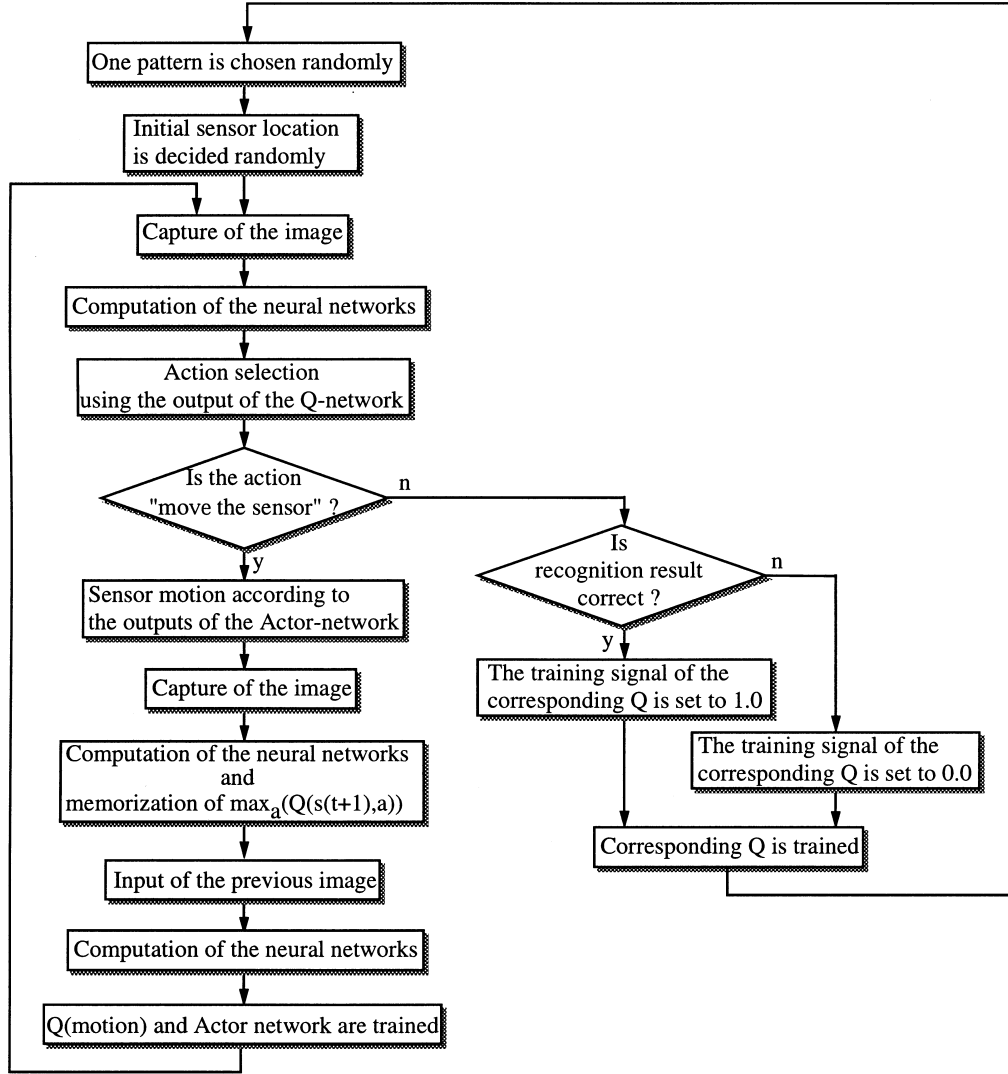 One pattern is chosen randomly
Initial sensor location
is decided randomly
Capture of the image
Computation of the neural networks
Action selection
using the output of the Q-network
Is the action
"move the sensor" ?
n
y
Sensor motion according to
the outputs of the Actor-network
Capture of the image
Computation of the neural networks
and
memorization of max_a(Q(s(t+1),a))
Input of the previous image
Computation of the neural networks
Q(motion) and Actor network are trained
Is
recognition result
correct ?
n
y
The training signal of the
corresponding Q is set to 1.0
The training signal of the
corresponding Q is set to 0.0
Corresponding Q is trained